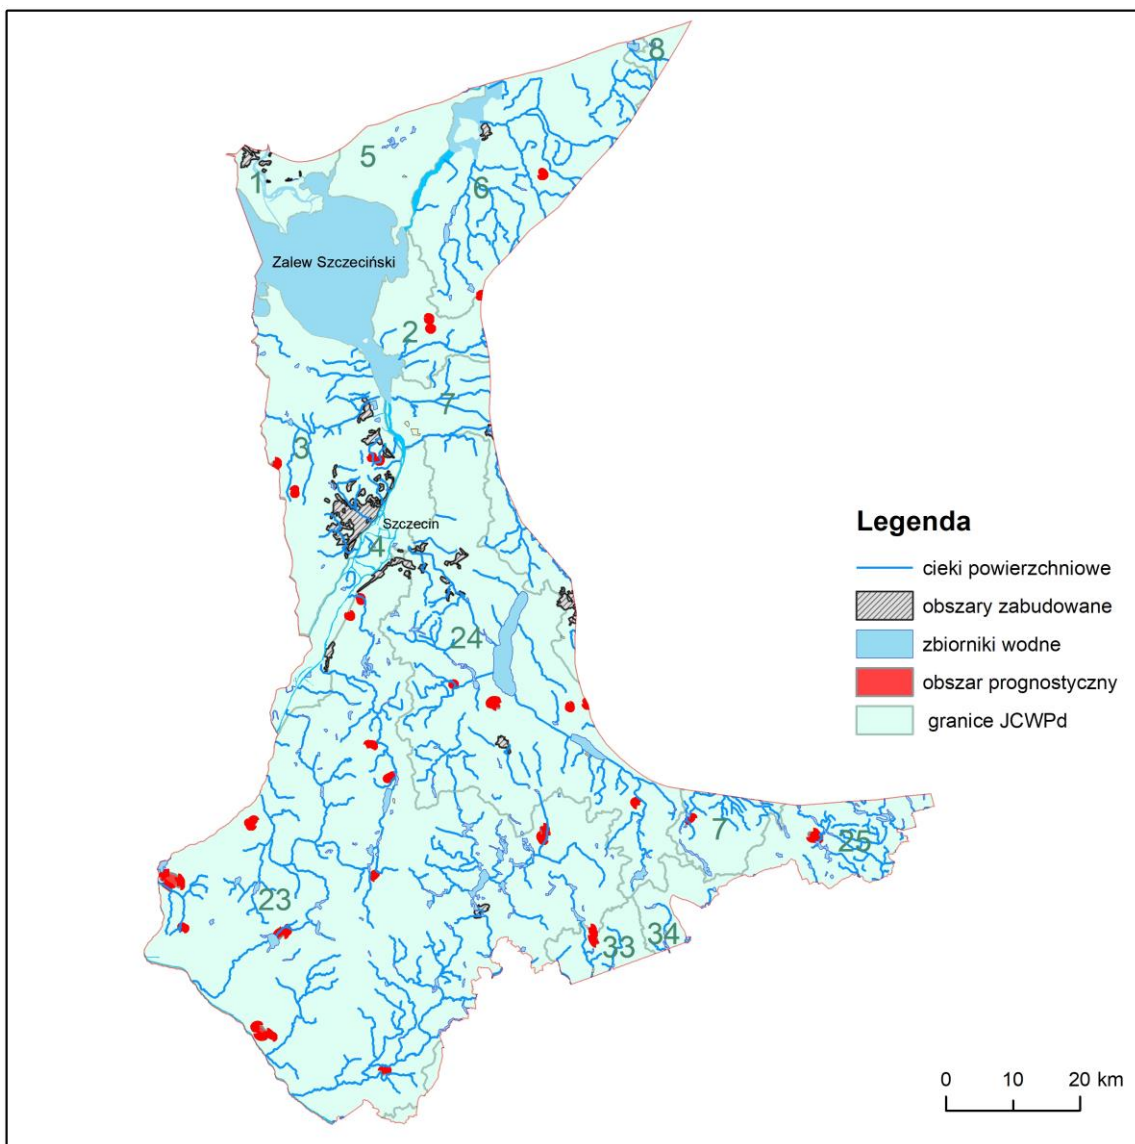 8
5
1
6
Zalew Szczeciński
2
7
3
Szczecin
4
24
7
25
23
33
34
Legenda
cieki powierzchniowe
obszary zabudowane
zbiorniki wodne
obszar prognostyczny
granice JCWPd
0 10 20 km